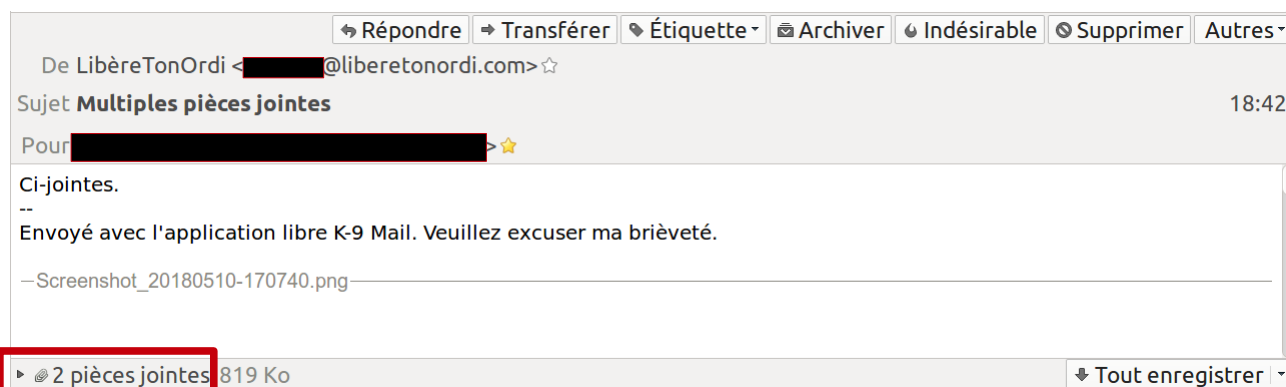 Répondre Transférer Étiquette Archiver Indésirable Supprimer Autres
De LibèreTonOrdi < @liberetonordi.com>
Sujet Multiples pièces jointes 18:42
Pour >
Ci-jointes.
--
Envoyé avec l'application libre K-9 Mail. Veuillez excuser ma brièveté.
Screenshot_20180510-170740.png
2 pièces jointes 819 Ko Tout enregistrer